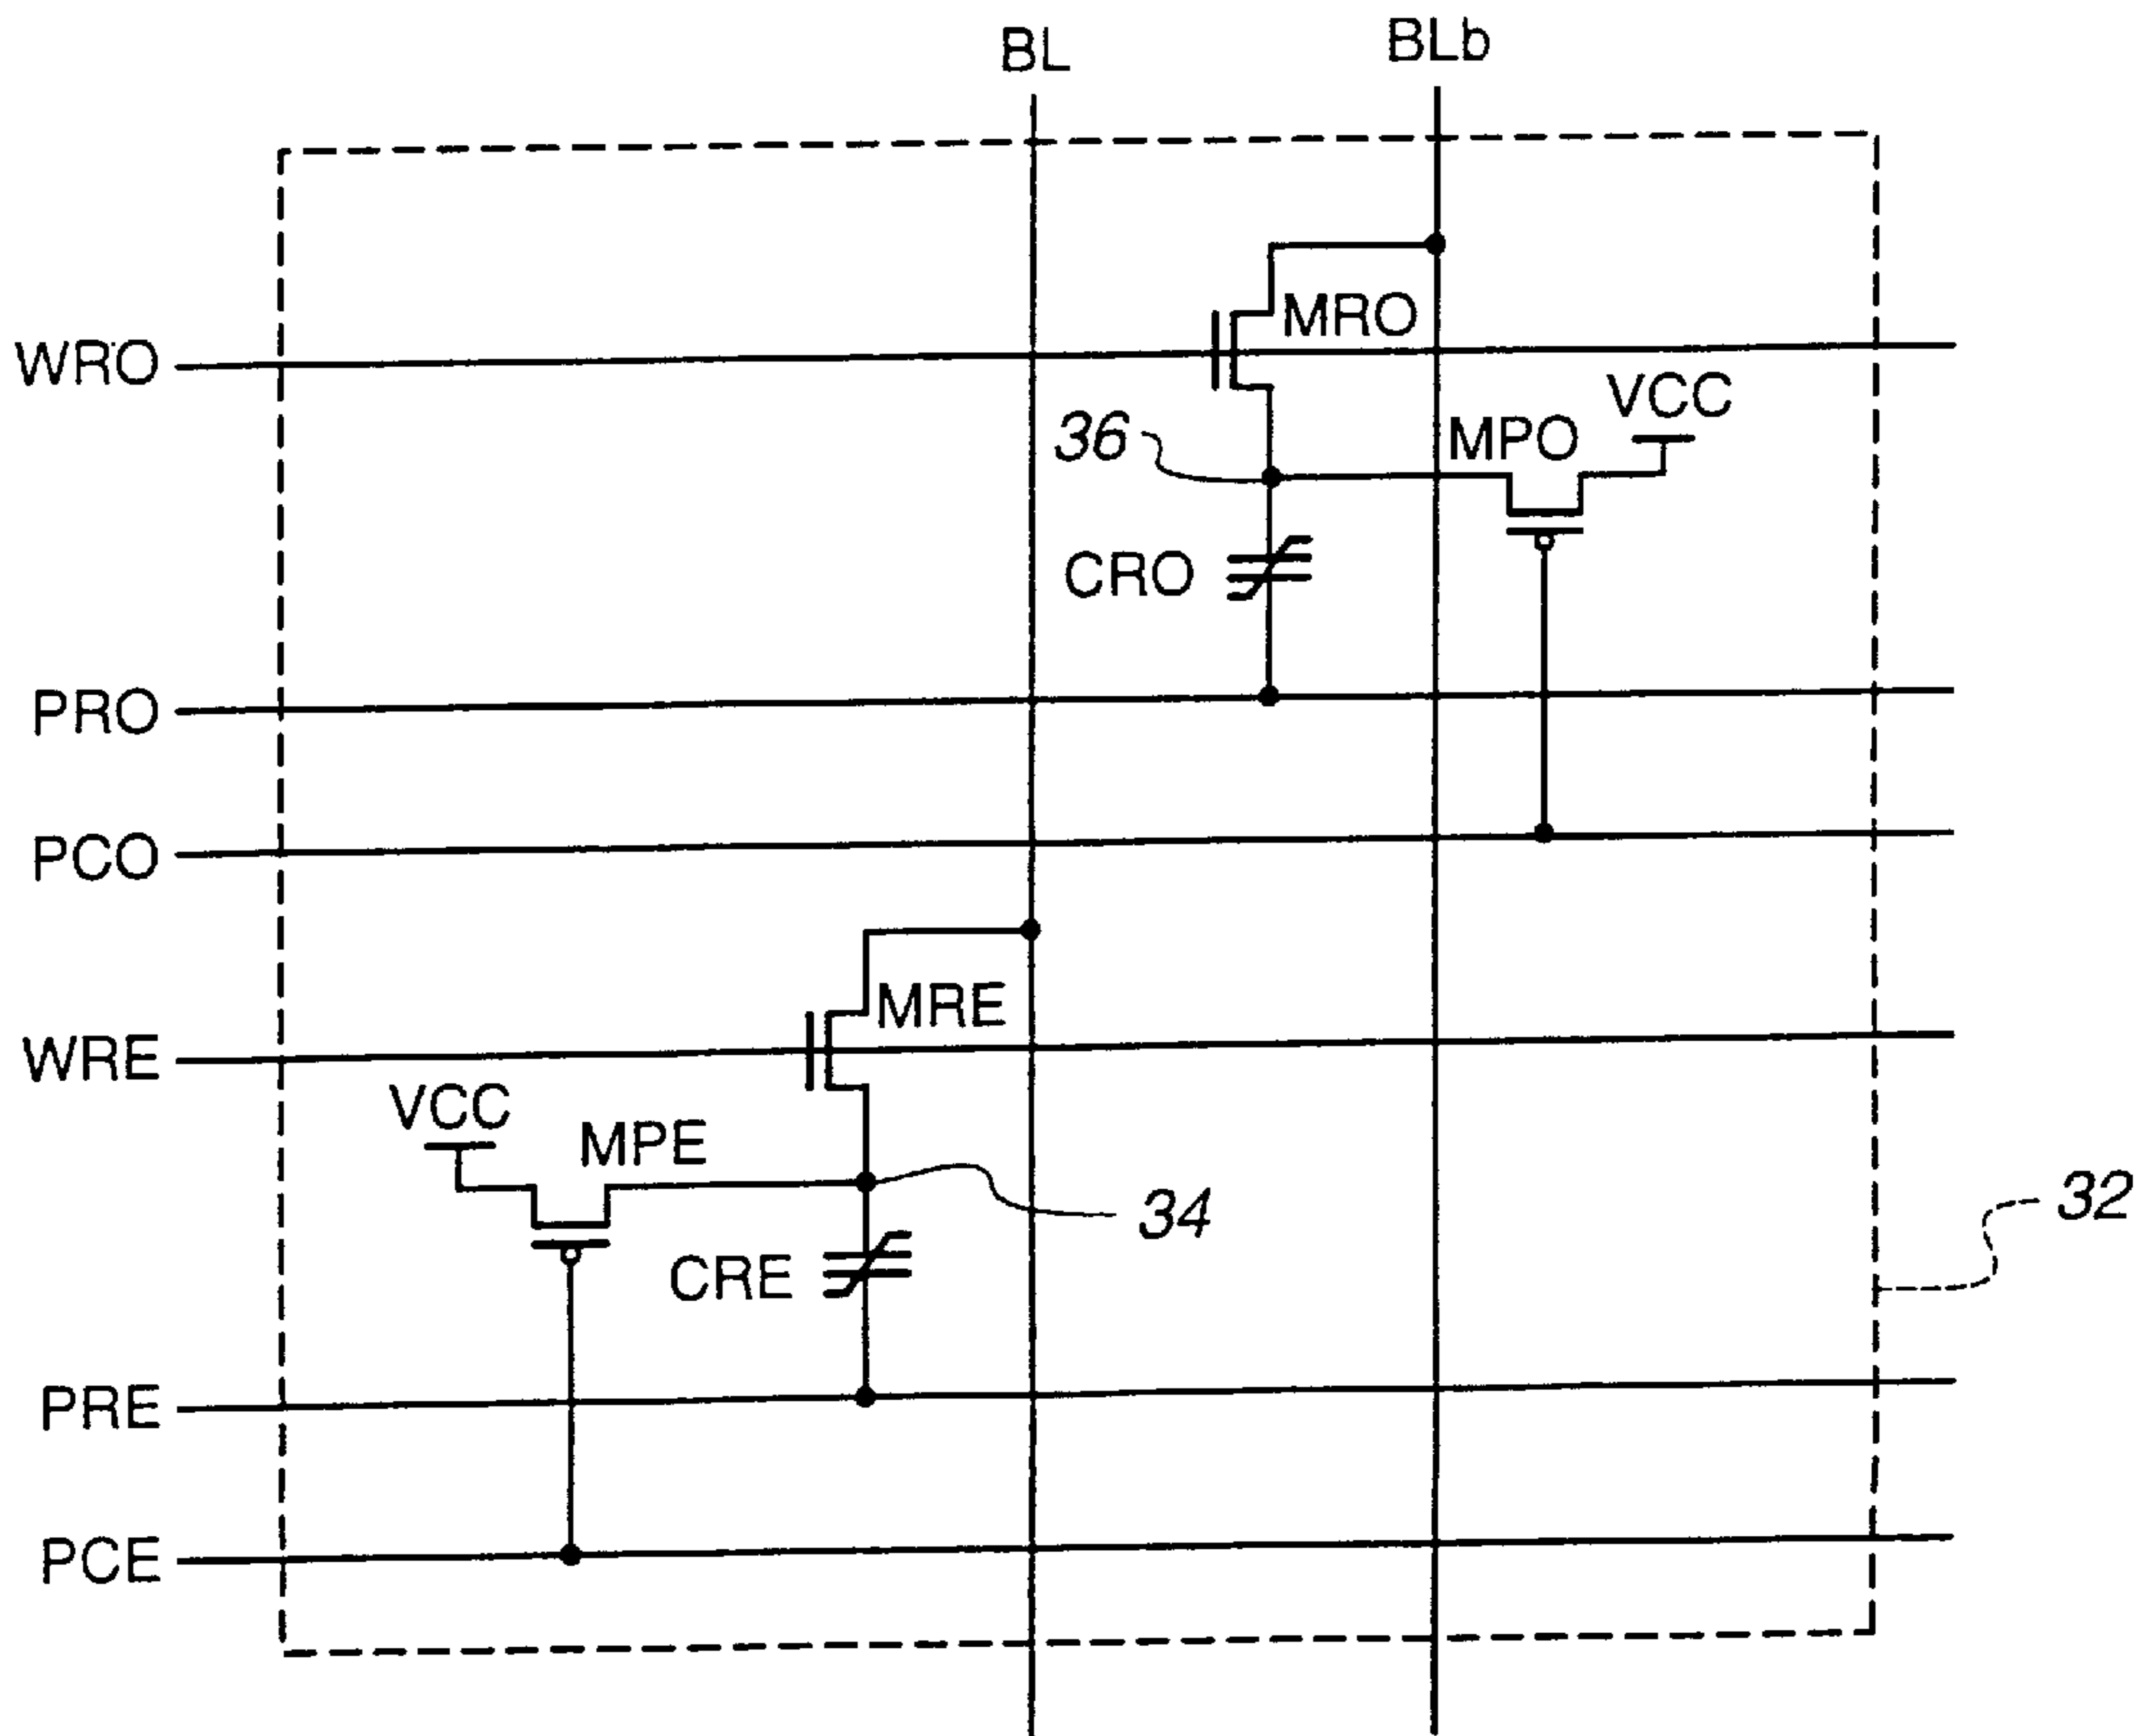 BL
BLb
WRO
MRO
VCC
36
MPO
CRO
PRO
PCO
MRE
WRE
VCC
MPE
34
32
CRE
PRE
PCE